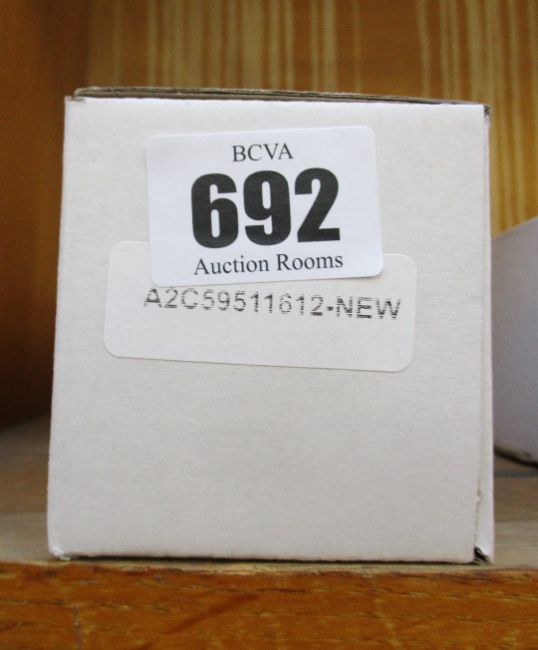 BCVA
692
Auction Rooms
A2C59511612-NEW